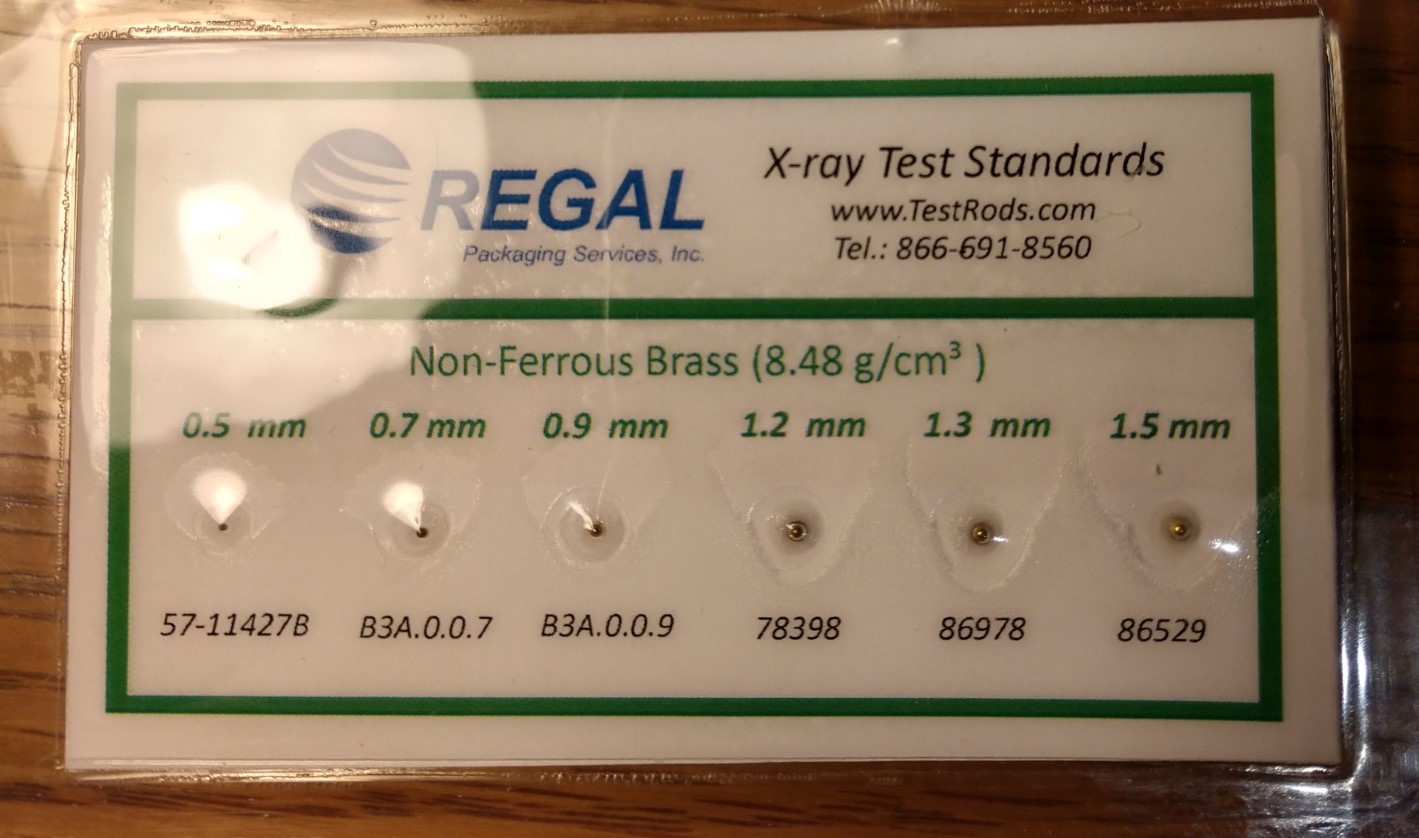 REGAL
Packaging Services, Inc.
X-ray Test Standards
www.TestRods.com
Tel.: 866-691-8560
Non-Ferrous Brass (8.48 g/cm³ )
0.5 mm 0.7 mm 0.9 mm 1.2 mm 1.3 mm 1.5 mm
57-11427B B3A.0.0.7 B3A.0.0.9 78398 86978 86529